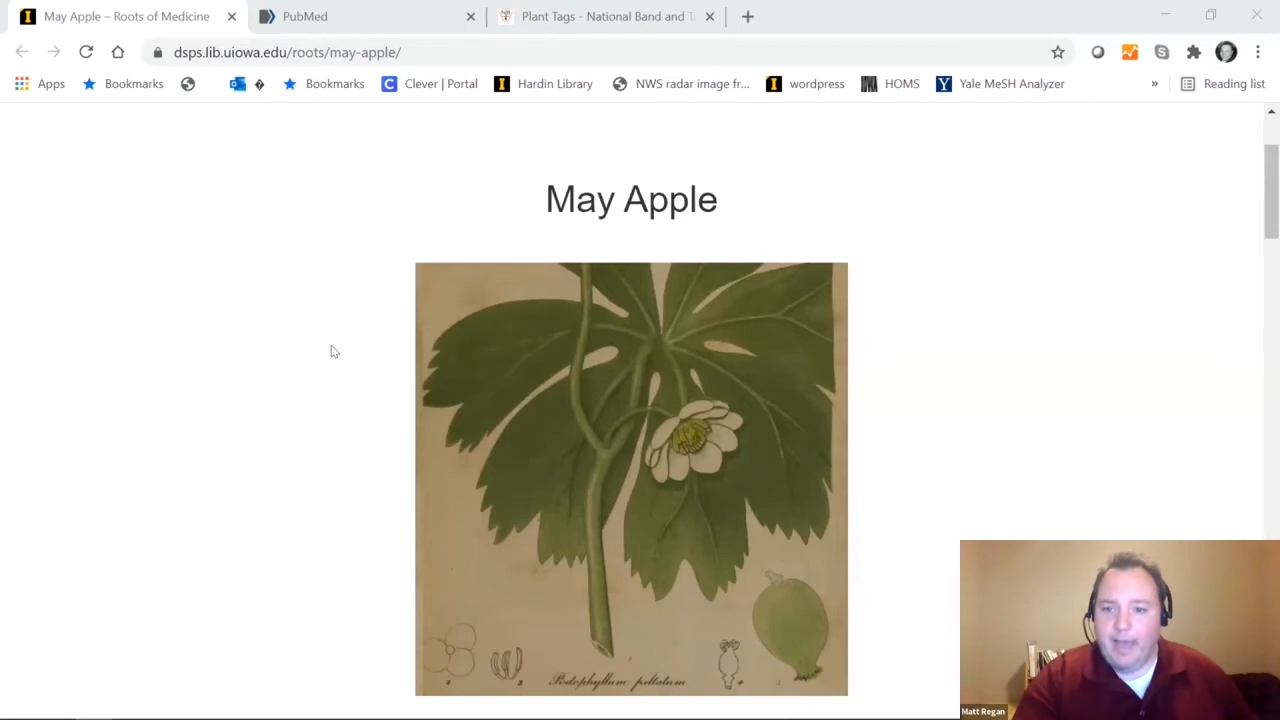 May Apple – Roots of Medicine
PubMed
Plant Tags - National Band and T
dsps.lib.uiowa.edu/roots/may-apple/
Apps
Bookmarks
Bookmarks
Clever | Portal
Hardin Library
NWS radar image fr...
wordpress
HOMS
Yale MeSH Analyzer
»
Reading list
May Apple
Podophyllum peltatum
Matt Regan